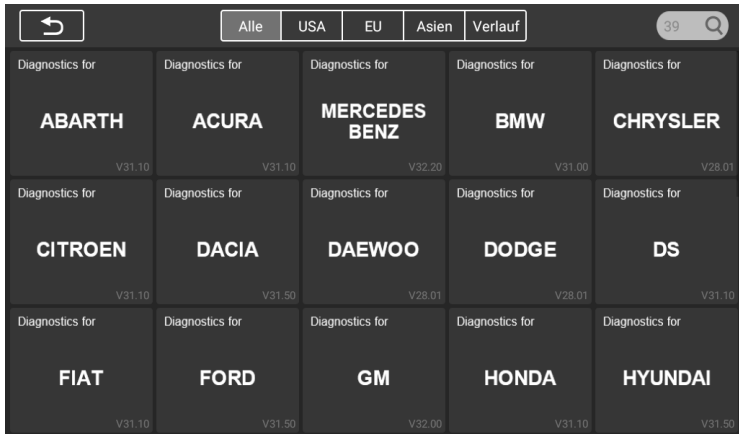 Alle USA EU Asien Verlauf 39
Diagnostics for Diagnostics for Diagnostics for Diagnostics for Diagnostics for
ABARTH ACURA MERCEDES BENZ BMW CHRYSLER
V31.10 V31.10 V32.20 V31.00 V28.01
Diagnostics for Diagnostics for Diagnostics for Diagnostics for Diagnostics for
CITROEN DACIA DAEWOO DODGE DS
V31.10 V31.50 V28.01 V28.01 V31.10
Diagnostics for Diagnostics for Diagnostics for Diagnostics for Diagnostics for
FIAT FORD GM HONDA HYUNDAI
V31.10 V31.50 V32.00 V31.10 V31.50